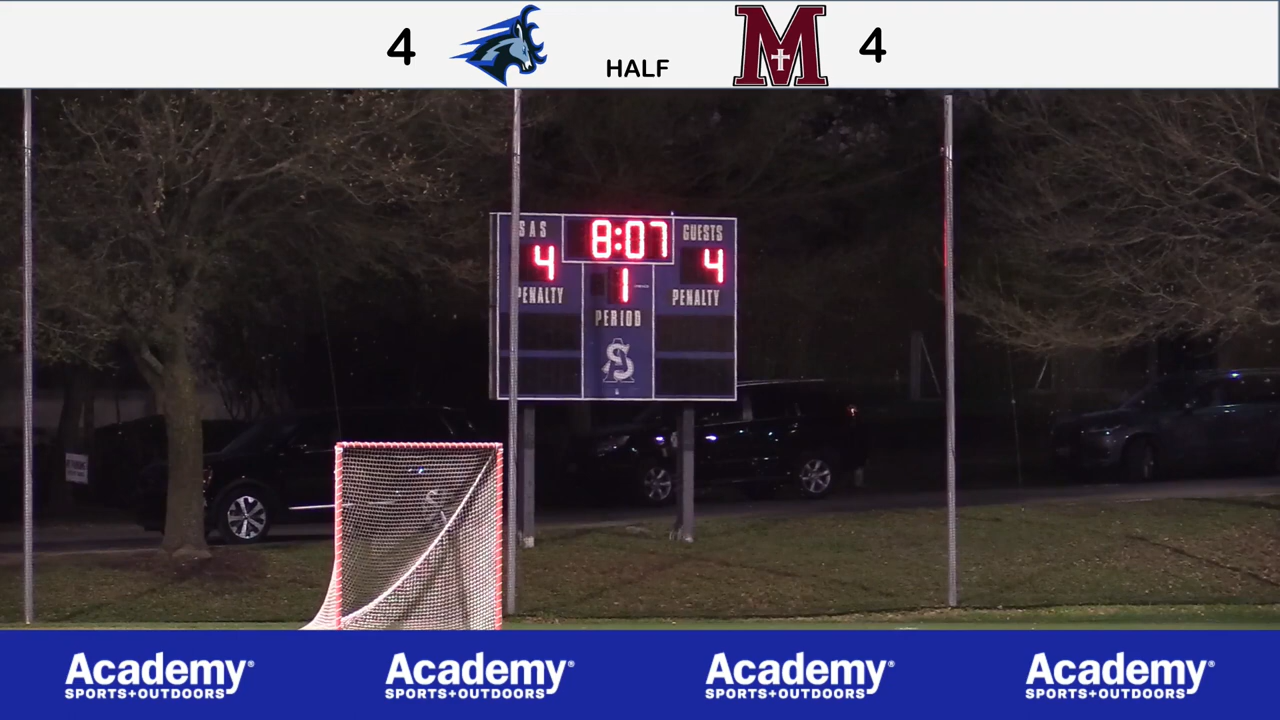 4 HALF M 4
SAS 8:07 GUESTS
4 1 4
PENALTY PENALTY
PERIOD
SA
Academy® Academy® Academy® Academy®
SPORTS+OUTDOORS SPORTS+OUTDOORS SPORTS+OUTDOORS SPORTS+OUTDOORS